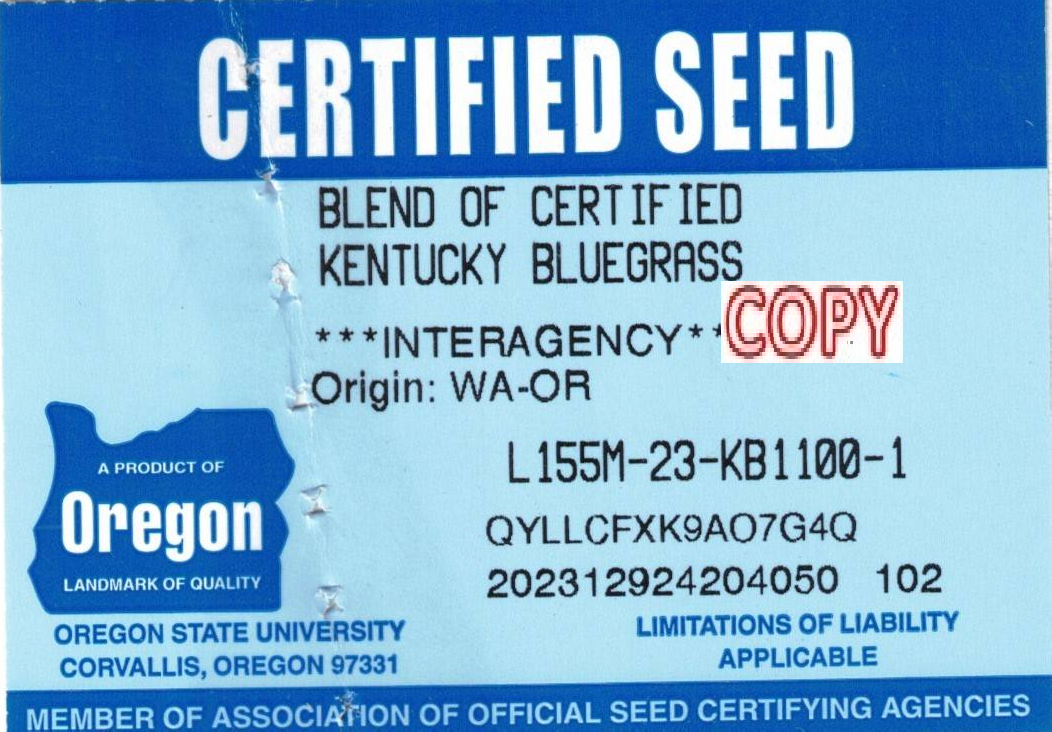 CERTIFIED SEED
BLEND OF CERTIFIED
KENTUCKY BLUEGRASS
***INTERAGENCY**
COPY
Origin: WA-OR
L155M-23-KB1100-1
QYLLCFXK9AO7G4Q
202312924204050 102
A PRODUCT OF
Oregon
LANDMARK OF QUALITY
OREGON STATE UNIVERSITY
CORVALLIS, OREGON 97331
LIMITATIONS OF LIABILITY
APPLICABLE
MEMBER OF ASSOCIATION OF OFFICIAL SEED CERTIFYING AGENCIES